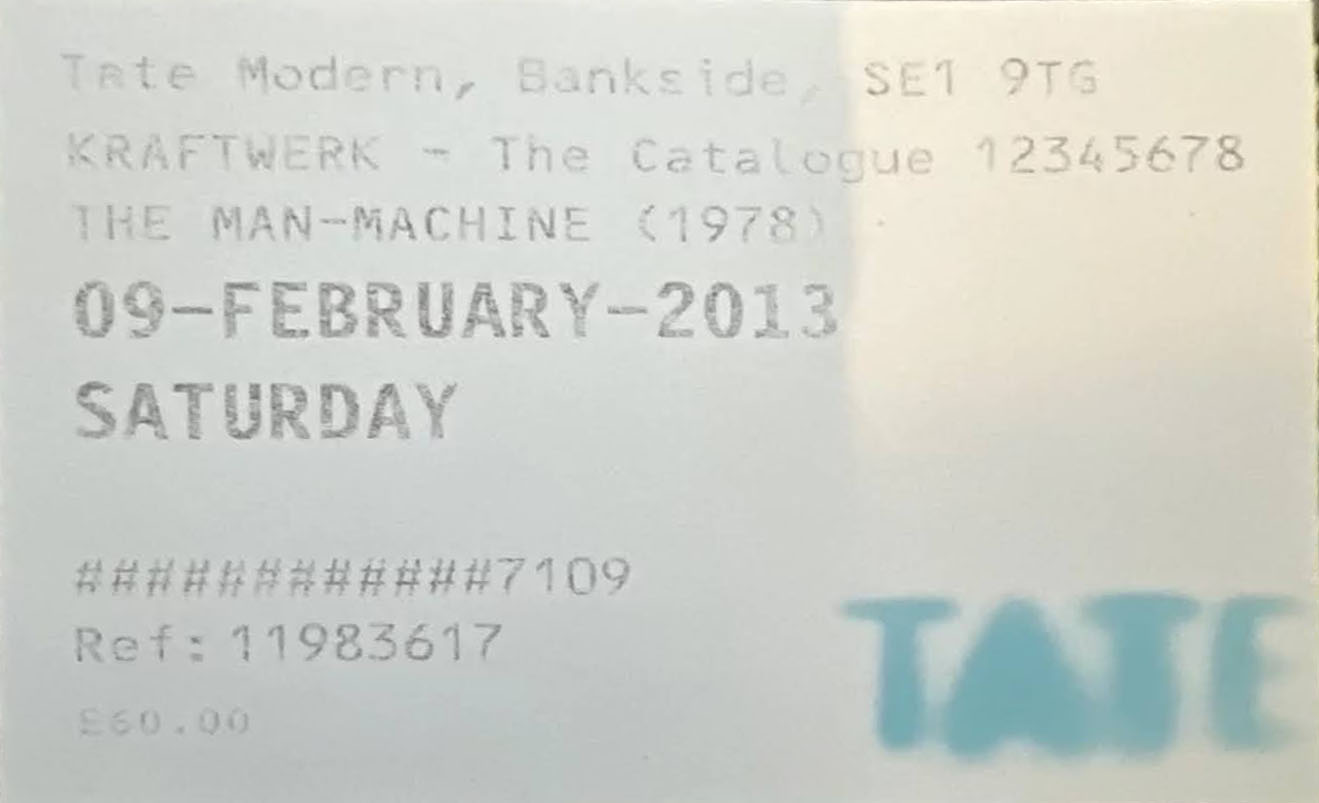 Tate Modern, Bankside, SE1 9TG
KRAFTWERK - The Catalogue 12345678
THE MAN-MACHINE (1978)
09-FEBRUARY-2013
SATURDAY
############7109
Ref: 11983617
£60.00
TATE